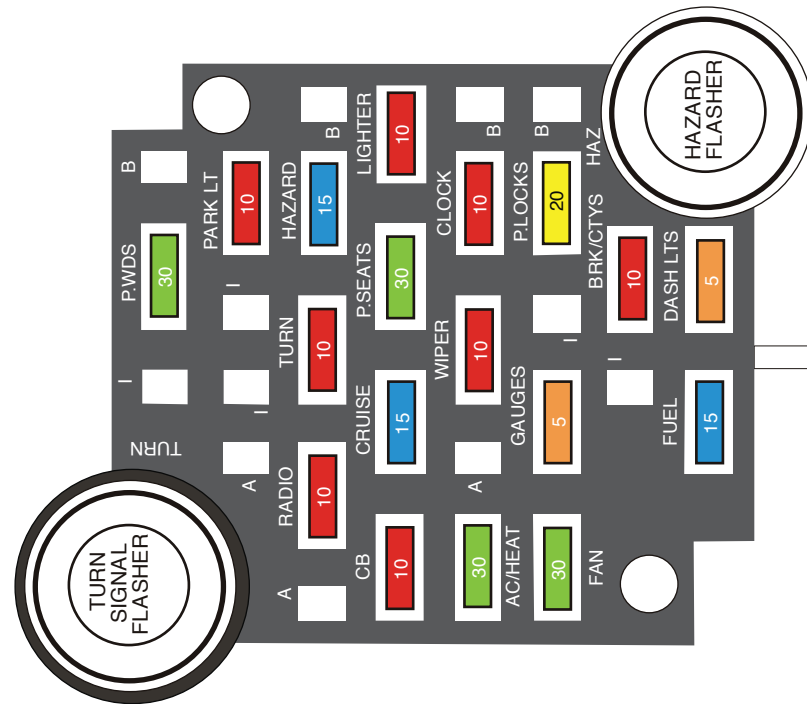 B
P.WDS
30
I
TURN
TURN
SIGNAL
FLASHER
PARK LT
10
I
I
A
B
HAZARD
15
TURN
10
RADIO
10
A
LIGHTER
10
P.SEATS
30
CRUISE
15
CB
10
B
CLOCK
10
WIPER
10
A
AC/HEAT
30
B
P.LOCKS
20
I
GAUGES
5
FAN
30
HAZ
HAZARD
FLASHER
BRK/CTYS
10
I
DASH LTS
5
FUEL
15